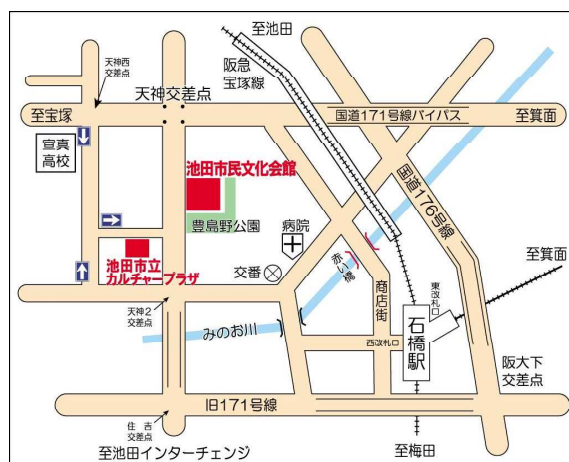 至池田
阪急
宝塚線
天神西
交差点
天神交差点
至宝塚
国道171号線バイパス
至箕面
宣真
高校
池田市民文化会館
国道176号線
豊島野公園
病院
池田市立
カルチャープラザ
交番
赤い橋
至箕面
商店街
東改札口
石橋駅
天神2
交差点
みのお川
西改札口
阪大下
交差点
旧171号線
住吉
交差点
至池田インターチェンジ
至梅田